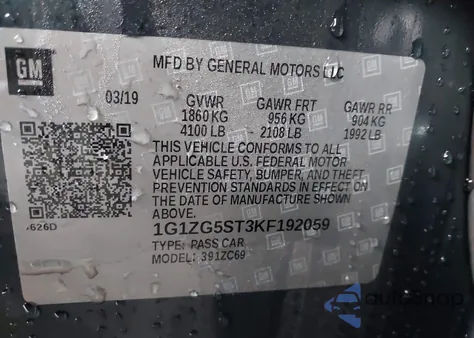 GM
MFD BY GENERAL MOTORS LLC
03/19
GVWR GAWR FRT GAWR RR
1860 KG 956 KG 904 KG
4100 LB 2108 LB 1992 LB
THIS VEHICLE CONFORMS TO ALL
APPLICABLE U.S. FEDERAL MOTOR
VEHICLE SAFETY, BUMPER, AND THEFT
PREVENTION STANDARDS IN EFFECT ON
THE DATE OF MANUFACTURE SHOWN
ABOVE.
1G1ZG5ST3KF192059
TYPE: PASS CAR
MODEL: 391ZC69
626D